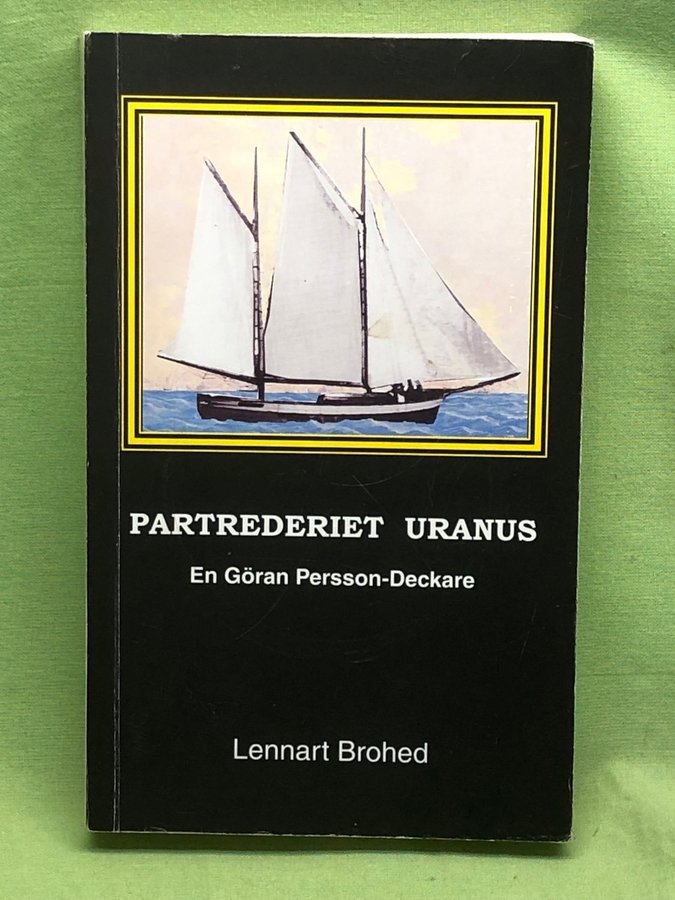 PARTREDERIET URANUS
En Göran Persson-Deckare
Lennart Brohed